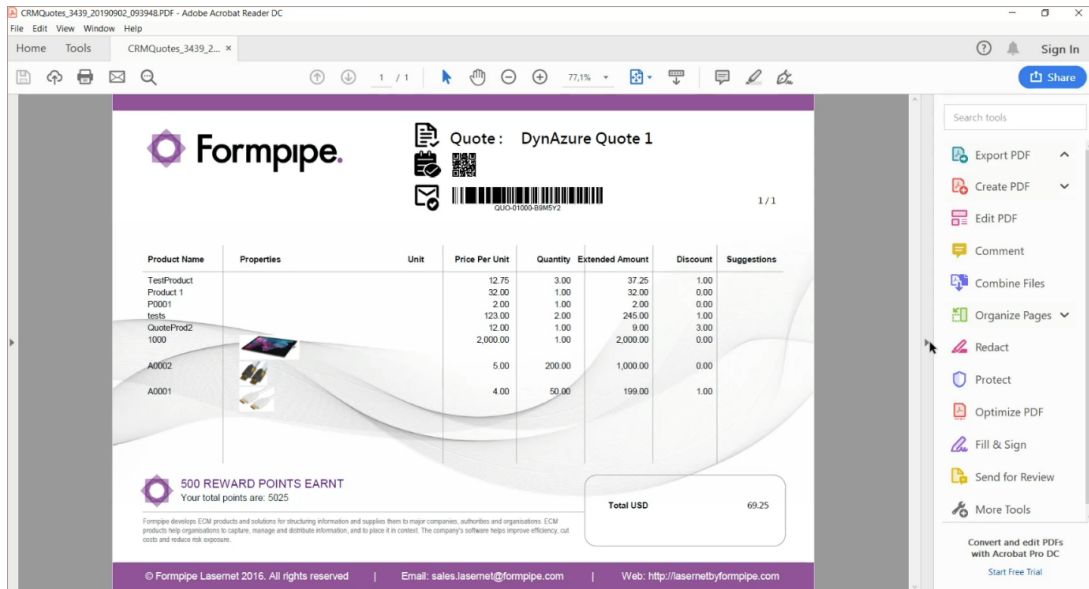 CRMQuotes_3439_20190902_093948.PDF - Adobe Acrobat Reader DC
File Edit View Window Help
Home Tools CRMQuotes_3439_2... × Sign In
1 / 1 77,1% Share
Formpipe.
Quote : DynAzure Quote 1
QUO-01000-B9M5Y2
1/1
Product Name Properties Unit Price Per Unit Quantity Extended Amount Discount Suggestions
TestProduct 12.75 3.00 37.25 1.00
Product 1 32.00 1.00 32.00 0.00
P0001 2.00 1.00 2.00 0.00
tests 123.00 2.00 245.00 1.00
QuoteProd2 12.00 1.00 9.00 3.00
1000 2,000.00 1.00 2,000.00 0.00
A0002 5.00 200.00 1,000.00 0.00
A0001 4.00 50.00 199.00 1.00
500 REWARD POINTS EARNT
Your total points are: 5025
Total USD 69.25
Formpipe develops ECM products and solutions for structuring information and supplies them to major companies, authorities and organisations. ECM
products help organisations to capture, manage and distribute information, and to place it in context. The company's software helps improve efficiency, cut
costs and reduce risk exposure.
© Formpipe Lasernet 2016. All rights reserved | Email: sales.lasernet@formpipe.com | Web: http://lasernetbyformpipe.com
Search tools
Export PDF
Create PDF
Edit PDF
Comment
Combine Files
Organize Pages
Redact
Protect
Optimize PDF
Fill & Sign
Send for Review
More Tools
Convert and edit PDFs
with Acrobat Pro DC
Start Free Trial